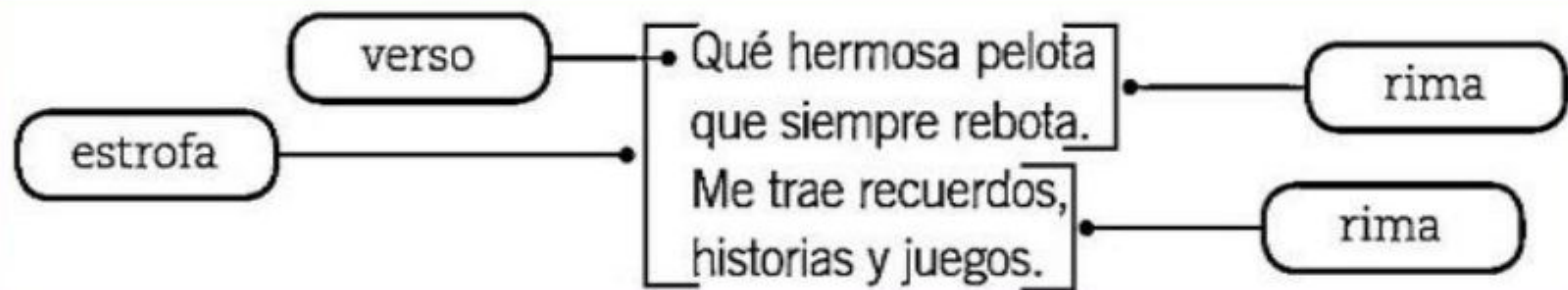 verso
Qué hermosa pelota
que siempre rebota.
rima
estrofa
Me trae recuerdos,
historias y juegos.
rima